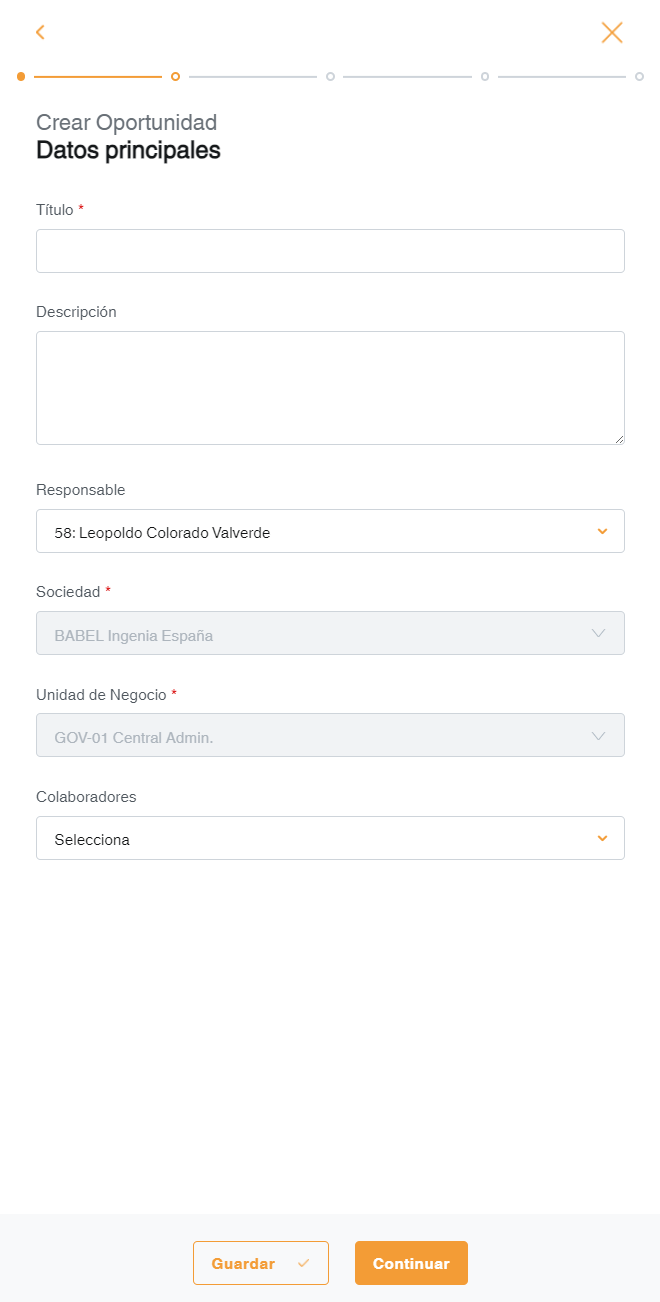 Crear Oportunidad
Datos principales
Título *
Descripción
Responsable
58: Leopoldo Colorado Valverde
Sociedad *
BABEL Ingenia España
Unidad de Negocio *
GOV-01 Central Admin.
Colaboradores
Selecciona
Guardar
Continuar